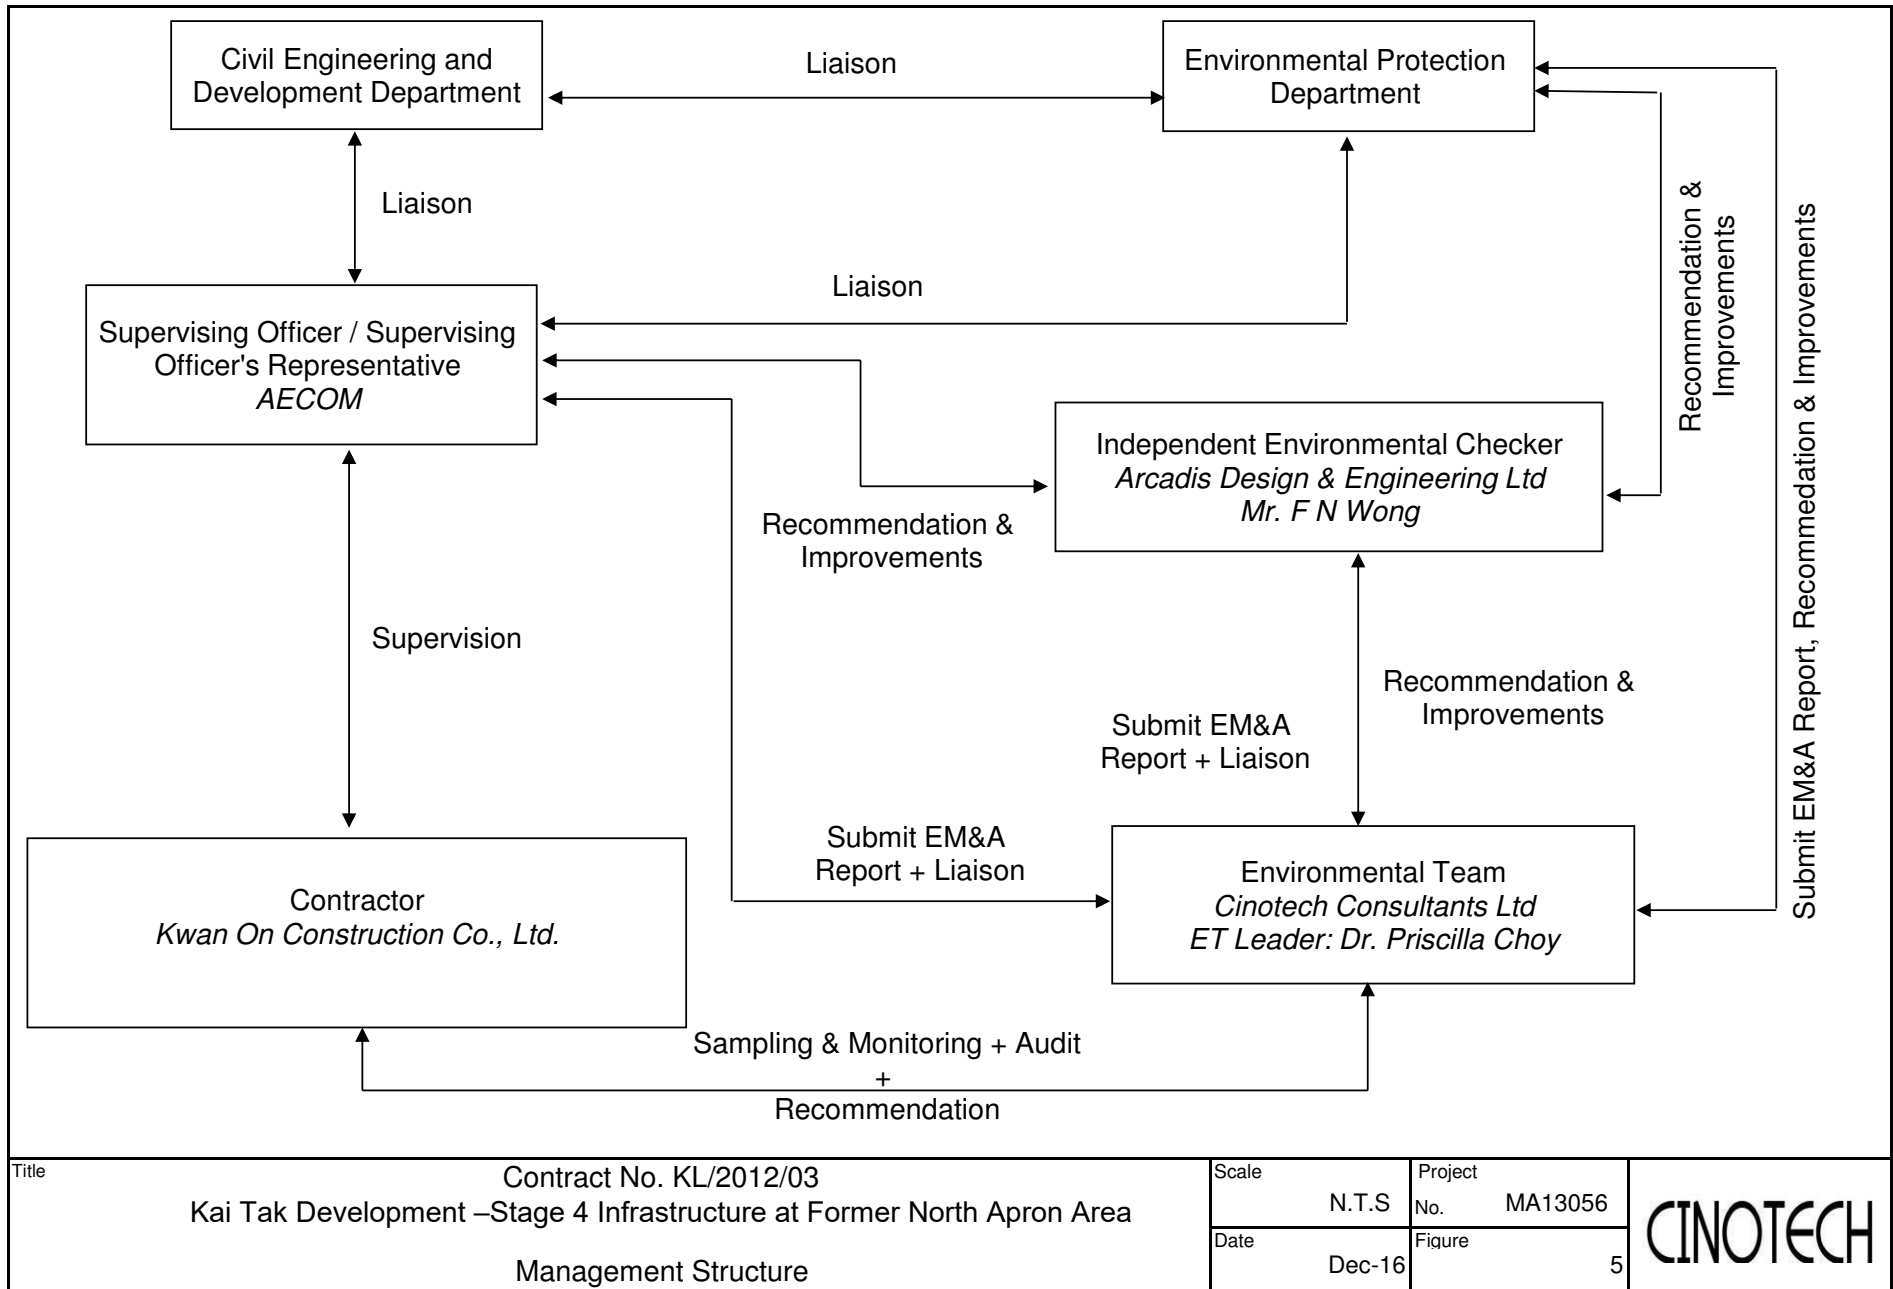 Civil Engineering and
Development Department
Liaison
Environmental Protection
Department
Liaison
Liaison
Supervising Officer / Supervising
Officer's Representative
AECOM
Recommendation &
Improvements
Submit EM&A Report, Recommedation & Improvements
Independent Environmental Checker
Arcadis Design & Engineering Ltd
Mr. F N Wong
Recommendation &
Improvements
Supervision
Recommendation &
Improvements
Submit EM&A
Report + Liaison
Submit EM&A
Report + Liaison
Environmental Team
Cinotech Consultants Ltd
ET Leader: Dr. Priscilla Choy
Contractor
Kwan On Construction Co., Ltd.
Sampling & Monitoring + Audit
+
Recommendation
Title
Contract No. KL/2012/03
Kai Tak Development –Stage 4 Infrastructure at Former North Apron Area
Management Structure
Scale
N.T.S
Project
No. MA13056
Date
Dec-16
Figure
5
CINOTECH